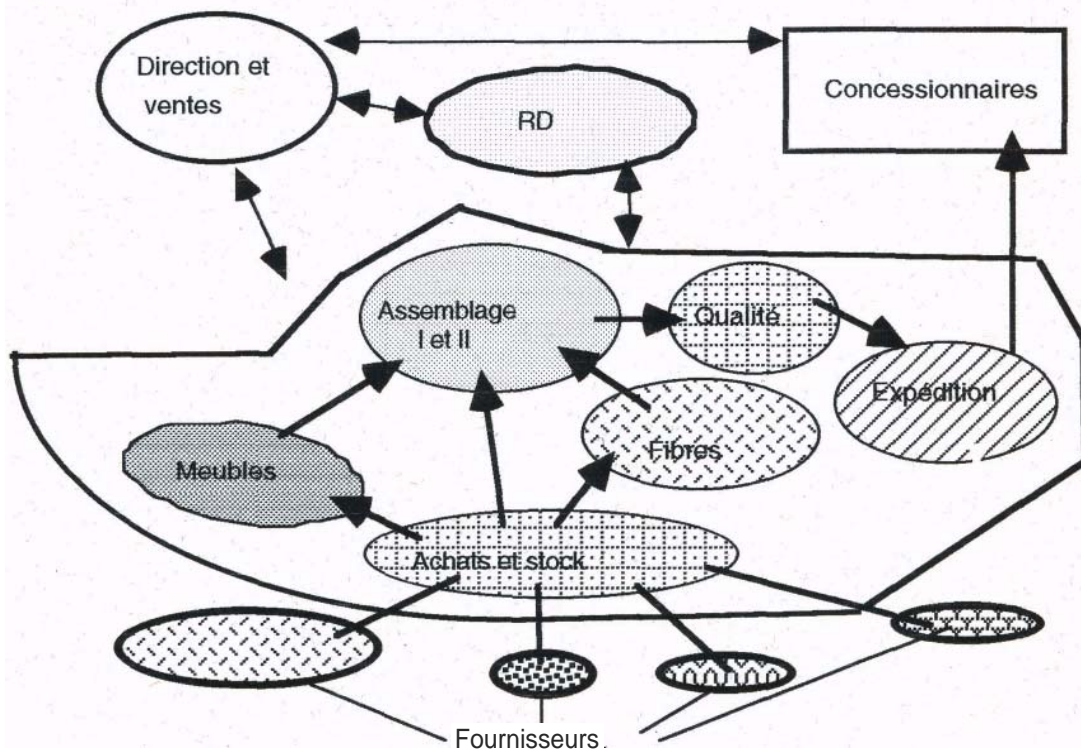 Direction et
ventes
RD
Concessionnaires
Assemblage
I et II
Qualité
Expédition
Fibres
Meubles
Achats et stock
Fournisseurs